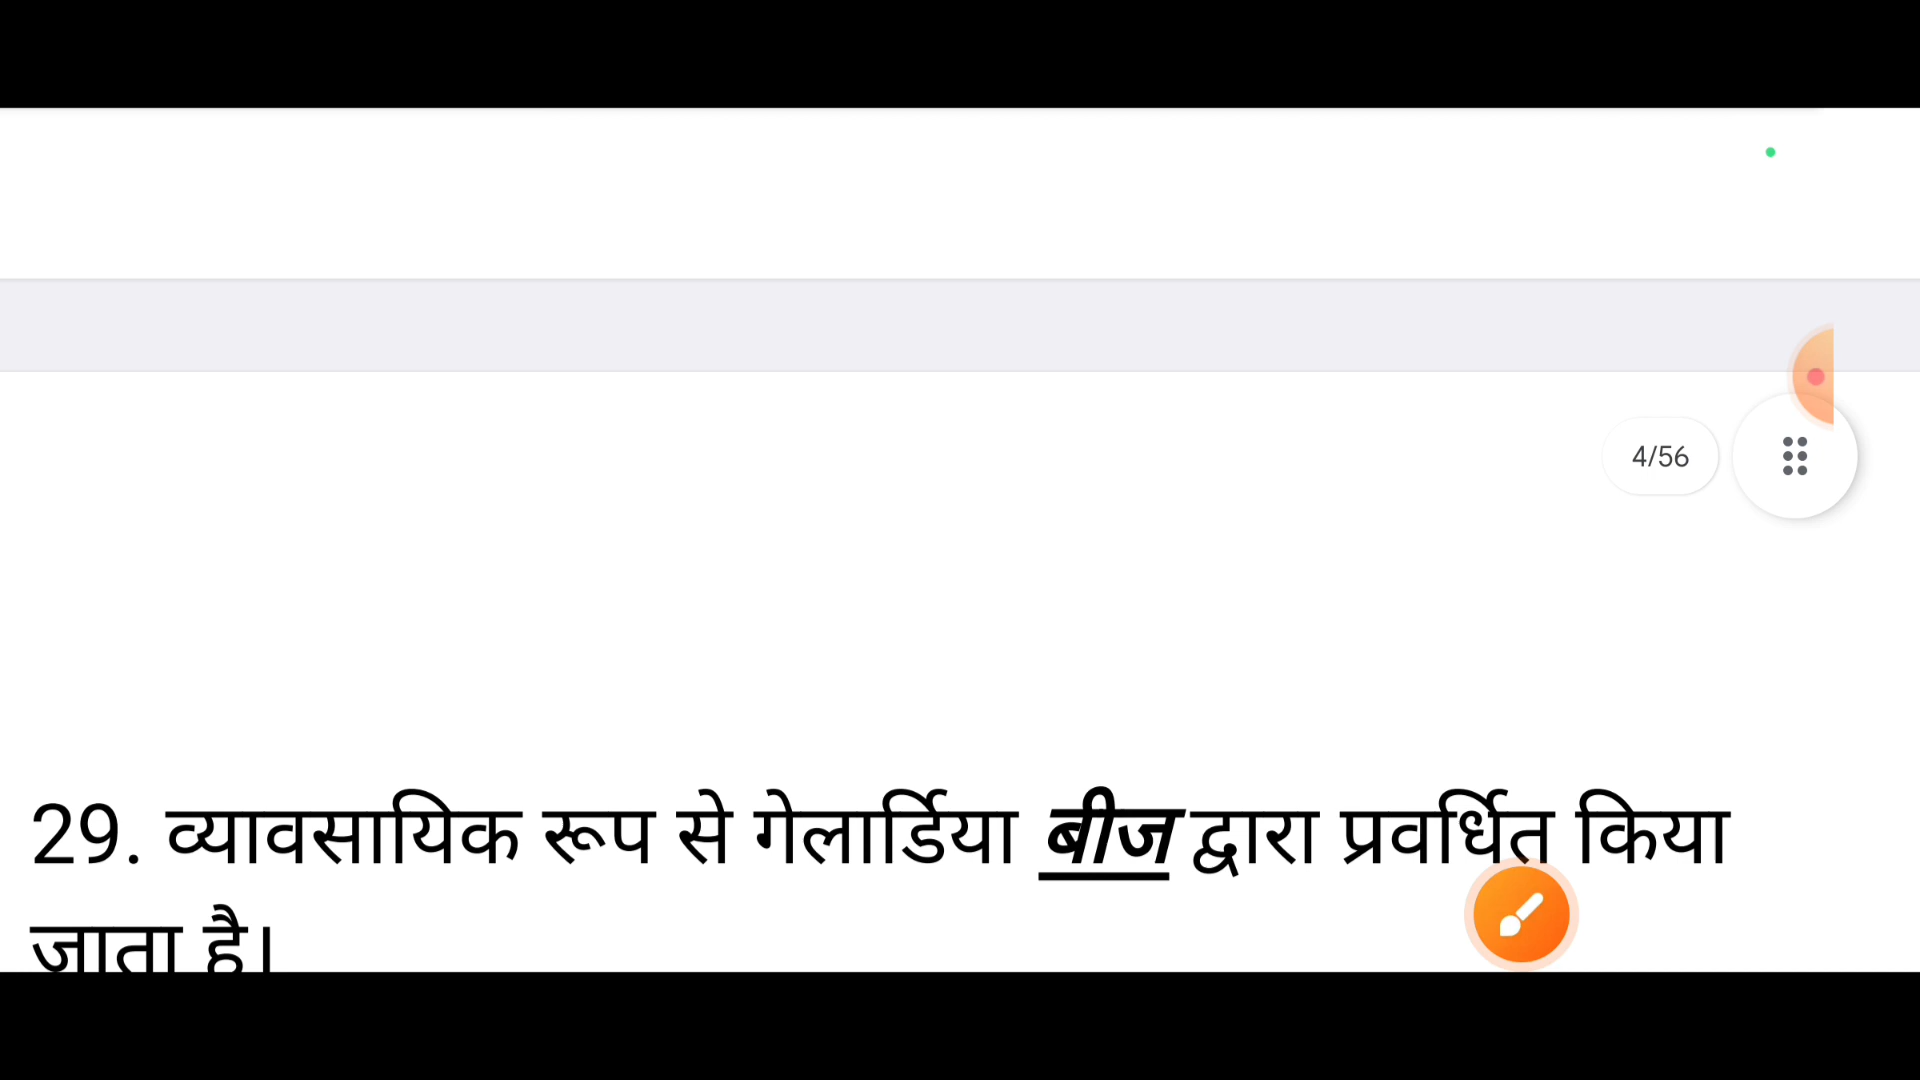 4/56
29. व्यावसायिक रूप से गेलार्डिया बीज द्वारा प्रवर्धित किया
जाता है।